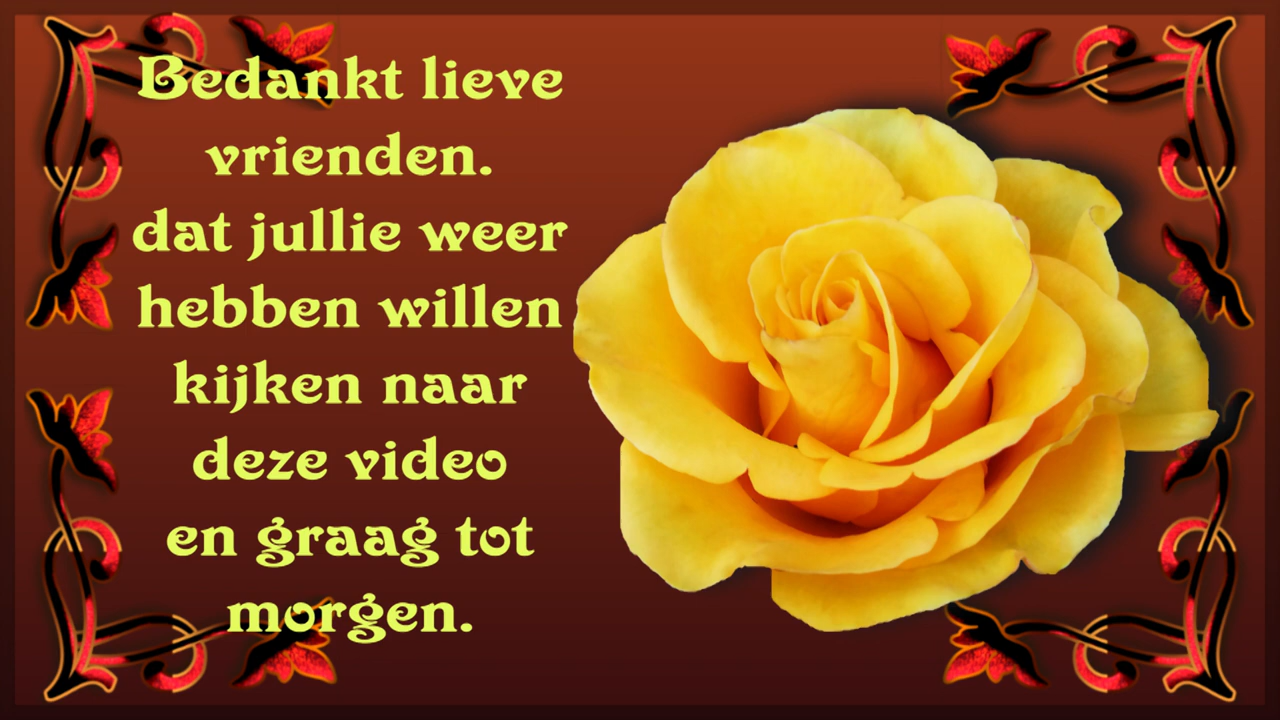 Bedankt lieve
vrienden.
dat jullie weer
hebben willen
kijken naar
deze video
en graag tot
morgen.